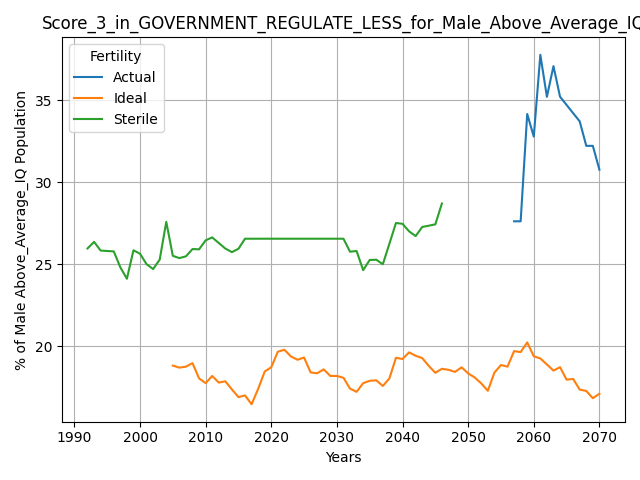 Score_3_in_GOVERNMENT_REGULATE_LESS_for_Male_Above_Average_IQ
Fertility
Actual
Ideal
Sterile
% of Male Above_Average_IQ Population
35
30
25
20
1990 2000 2010 2020 2030 2040 2050 2060 2070
Years